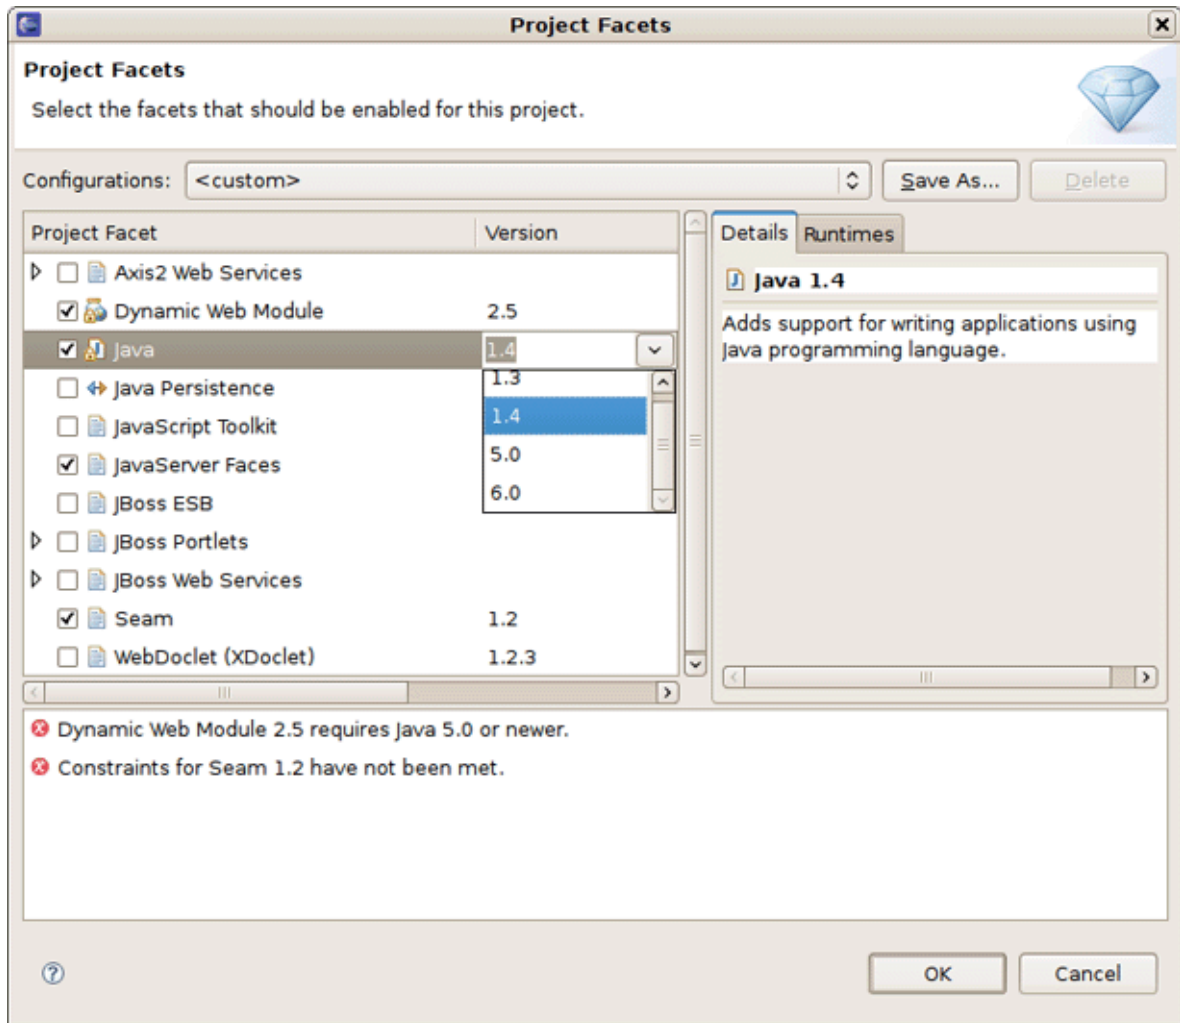 Project Facets
Project Facets
Select the facets that should be enabled for this project.
Configurations: <custom> Save As... Delete
Project Facet Version
Details Runtimes
Axis2 Web Services
Java 1.4
Dynamic Web Module 2.5
Adds support for writing applications using
Java programming language.
Java 1.4
Java Persistence
1.3
JavaScript Toolkit
1.4
JavaServer Faces
5.0
JBoss ESB
6.0
JBoss Portlets
JBoss Web Services
Seam 1.2
WebDoclet (XDoclet) 1.2.3
Dynamic Web Module 2.5 requires Java 5.0 or newer.
Constraints for Seam 1.2 have not been met.
OK Cancel